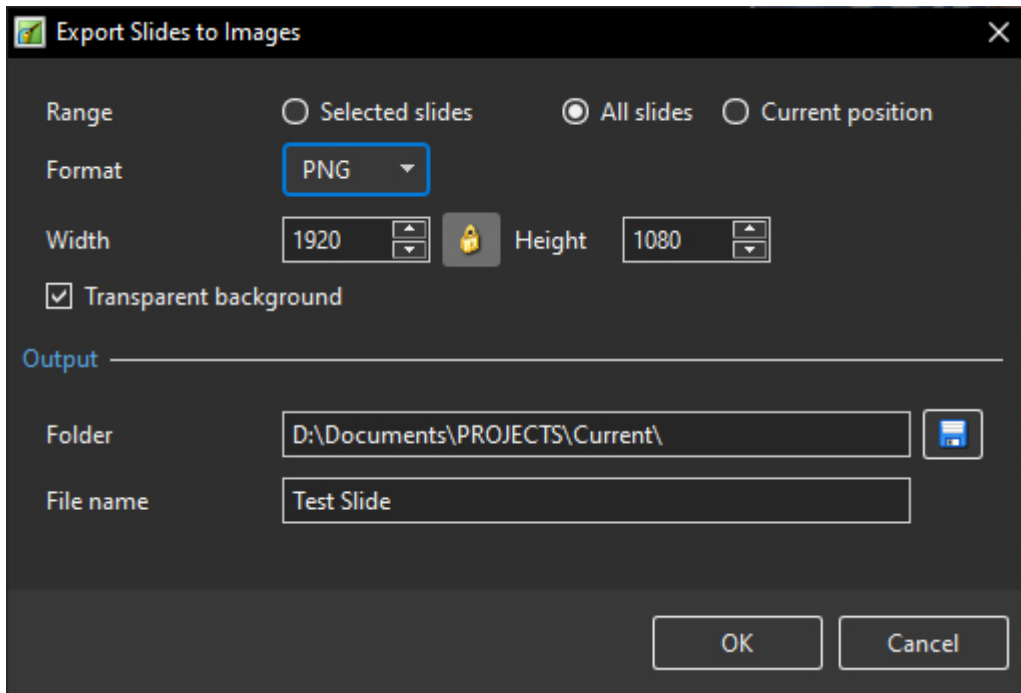 Export Slides to Images
Range Selected slides All slides Current position
Format PNG
Width 1920 Height 1080
Transparent background
Output
Folder D:\Documents\PROJECTS\Current\
File name Test Slide
OK Cancel